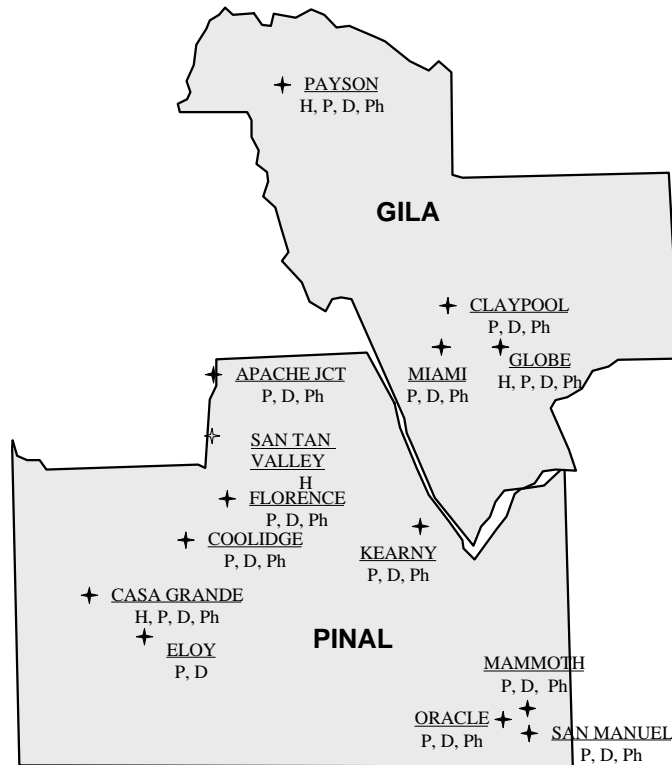 PAYSON
H, P, D, Ph
GILA
CLAYPOOL
P, D, Ph
MIAMI
P, D, Ph
GLOBE
H, P, D, Ph
APACHE JCT
P, D, Ph
SAN TAN
VALLEY
H
FLORENCE
P, D, Ph
COOLIDGE
P, D, Ph
KEARNY
P, D, Ph
CASA GRANDE
H, P, D, Ph
ELOY
P, D
PINAL
MAMMOTH
P, D, Ph
ORACLE
P, D, Ph
SAN MANUEL
P, D, Ph